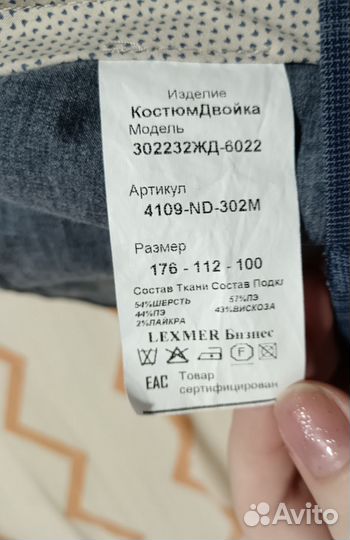 Изделие
КостюмДвойка
Модель
302232ЖД-6022
Артикул
4109-ND-302М
Размер
176 - 112 - 100
Состав Ткани Состав Подкл
54%ШЕРСТЬ 57%ПЭ
44%ПЭ 43%ВИСКОЗА
2%ЛАЙКРА
LEXMER Бизнес
F
EAC Товар
сертифицирован
Avito